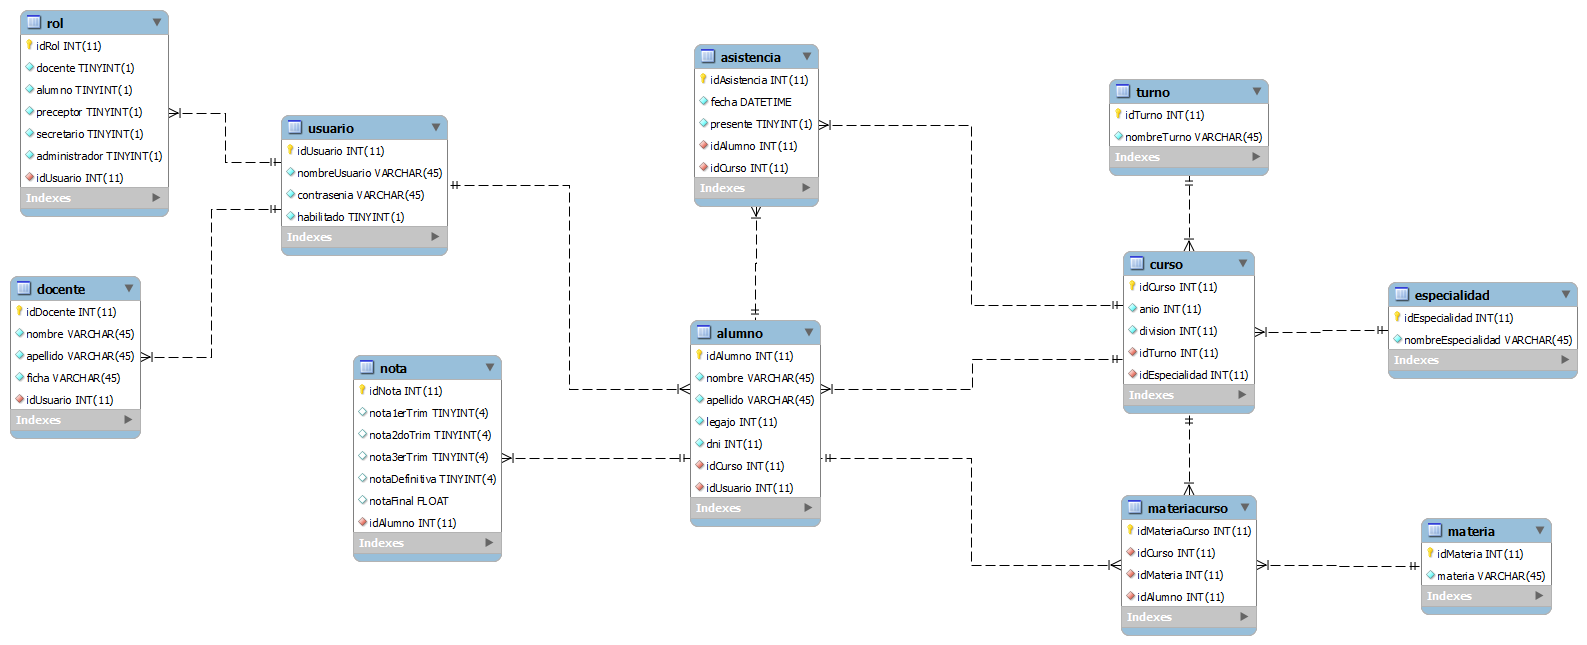 rol
idRol INT(11)
docente TINYINT(1)
alumno TINYINT(1)
preceptor TINYINT(1)
secretario TINYINT(1)
administrador TINYINT(1)
idUsuario INT(11)
Indexes
usuario
idUsuario INT(11)
nombreUsuario VARCHAR(45)
contrasenia VARCHAR(45)
habilitado TINYINT(1)
Indexes
docente
idDocente INT(11)
nombre VARCHAR(45)
apellido VARCHAR(45)
ficha VARCHAR(45)
idUsuario INT(11)
Indexes
nota
idNota INT(11)
nota1erTrim TINYINT(4)
nota2doTrim TINYINT(4)
nota3erTrim TINYINT(4)
notaDefinitiva TINYINT(4)
notaFinal FLOAT
idAlumno INT(11)
Indexes
asistencia
idAsistencia INT(11)
fecha DATETIME
presente TINYINT(1)
idAlumno INT(11)
idCurso INT(11)
Indexes
alumno
idAlumno INT(11)
nombre VARCHAR(45)
apellido VARCHAR(45)
legajo INT(11)
dni INT(11)
idCurso INT(11)
idUsuario INT(11)
Indexes
turno
idTurno INT(11)
nombreTurno VARCHAR(45)
Indexes
curso
idCurso INT(11)
anio INT(11)
division INT(11)
idTurno INT(11)
idEspecialidad INT(11)
Indexes
especialidad
idEspecialidad INT(11)
nombreEspecialidad VARCHAR(45)
Indexes
materiacurso
idMateriaCurso INT(11)
idCurso INT(11)
idMateria INT(11)
idAlumno INT(11)
Indexes
materia
idMateria INT(11)
materia VARCHAR(45)
Indexes